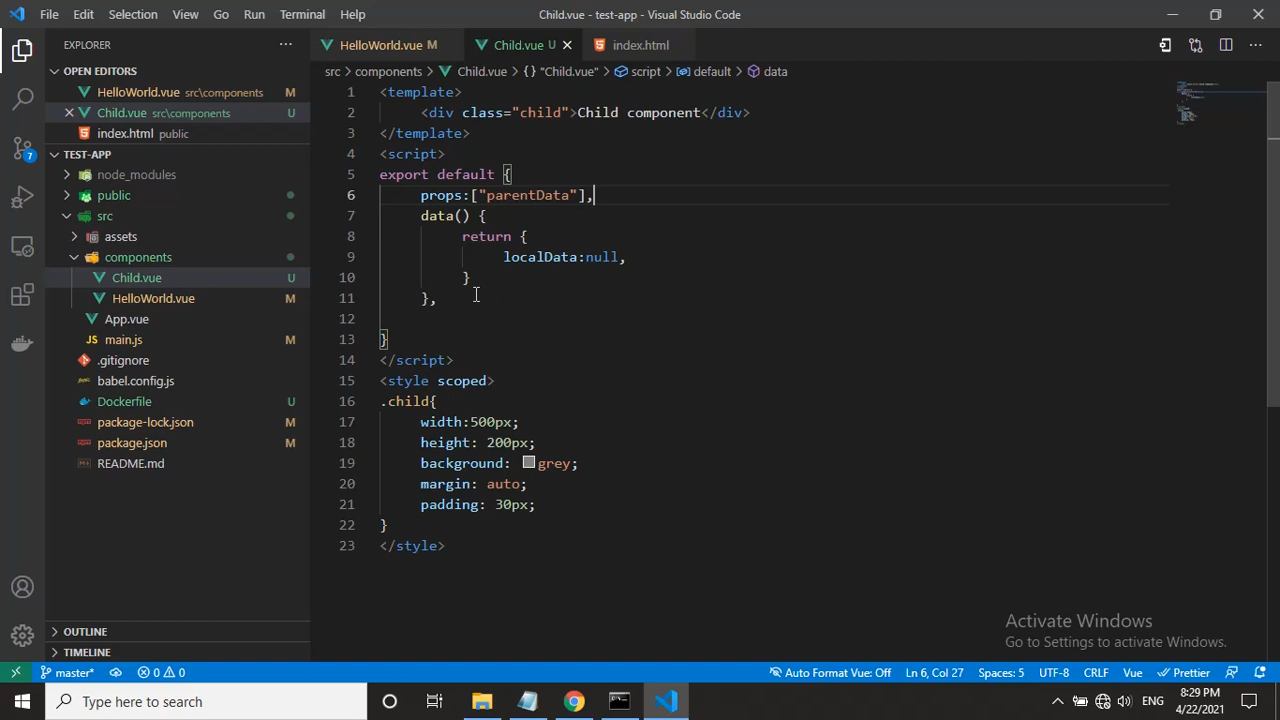 File Edit Selection View Go Run Terminal Help
Child.vue - test-app - Visual Studio Code
EXPLORER
HelloWorld.vue M
Child.vue U
index.html
OPEN EDITORS
HelloWorld.vue src\components M
Child.vue src\components U
index.html public
TEST-APP
node_modules
public
src
assets
components
Child.vue U
HelloWorld.vue M
App.vue
JS main.js M
.gitignore
babel.config.js
Dockerfile U
package-lock.json M
package.json M
README.md
OUTLINE
TIMELINE
7
src > components > Child.vue > {} "Child.vue" > script > default > data
1 <template>
2 <div class="child">Child component</div>
3 </template>
4 <script>
5 export default {
6 props:["parentData"],
7 data() {
8 return {
9 localData:null,
10 }
11 },
12
13 }
14 </script>
15 <style scoped>
16 .child{
17 width:500px;
18 height: 200px;
19 background: grey;
20 margin: auto;
21 padding: 30px;
22 }
23 </style>
Activate Windows
Go to Settings to activate Windows.
master* 0 0 Auto Format Vue: Off Ln 6, Col 27 Spaces: 5 UTF-8 CRLF Vue Prettier
Type here to search
ENG
8:29 PM
4/22/2021